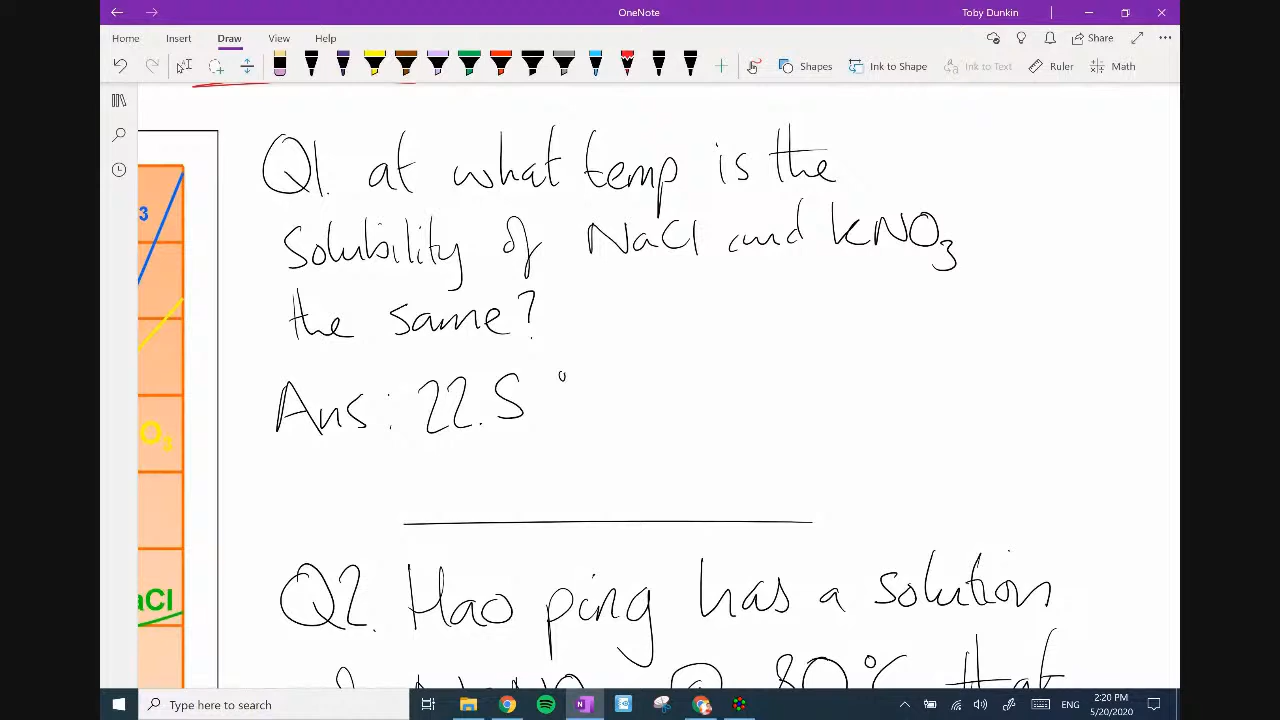 OneNote
Toby Dunkin
Home Insert Draw View Help
Share
Shapes
Ink to Shape
Ink to Text
Ruler
Math
3
O3
aCl
Q1. at what temp is the
solubility of NaCl and KNO3
the same?
Ans: 22.5 °
Q2. Hao ping has a solution
@ 80°C that
Type here to search
ENG
2:20 PM
5/20/2020